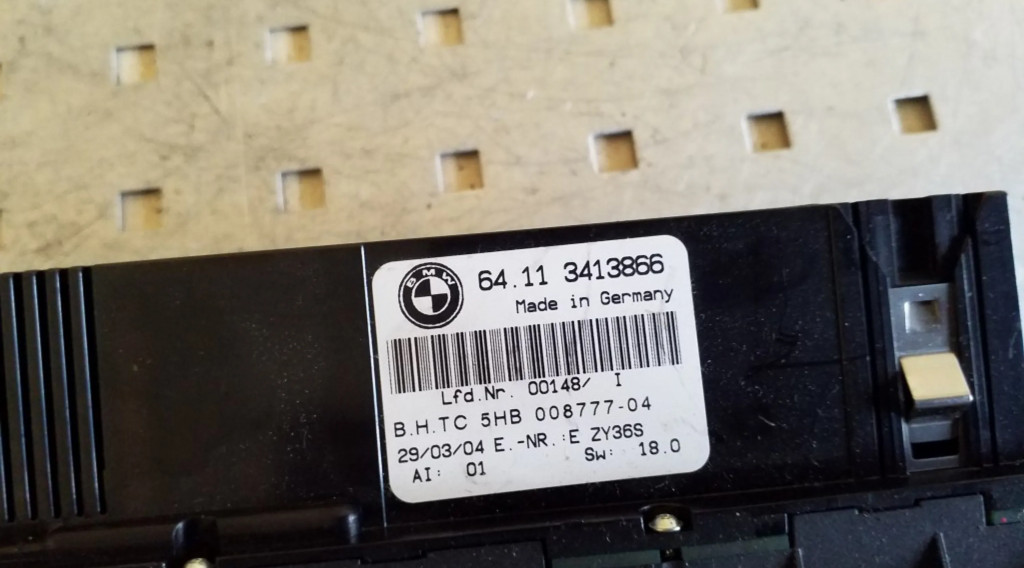 BMW
64.11 3413866
Made in Germany
Lfd.Nr. 00148/ I
B.H.TC 5HB 008777-04
29/03/04 E.-NR.:E ZY36S
AI: 01 Sw: 18.0